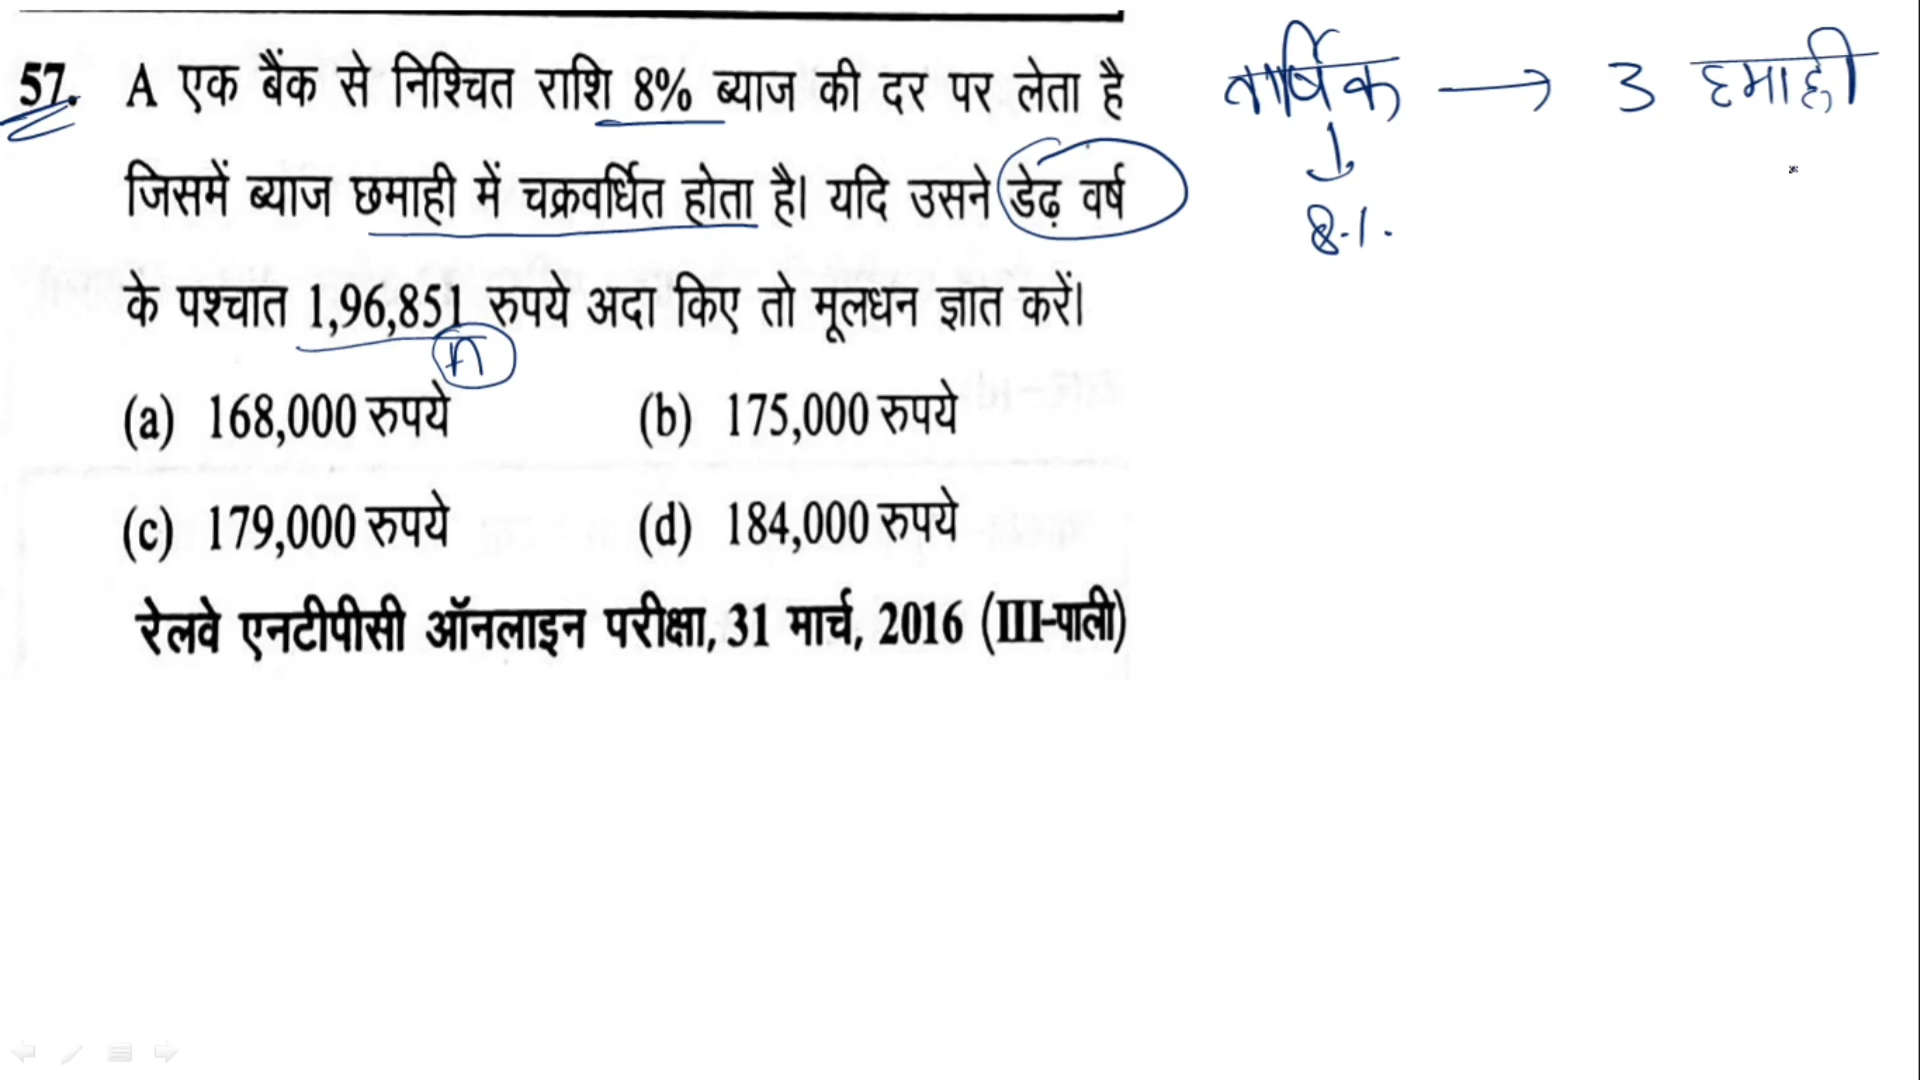 57. A एक बैंक से निश्चित राशि 8% ब्याज की दर पर लेता है
जिसमें ब्याज छमाही में चक्रवर्धित होता है। यदि उसने डेढ़ वर्ष
के पश्चात 1,96,851 रुपये अदा किए तो मूलधन ज्ञात करें।
A
(a) 168,000 रुपये (b) 175,000 रुपये
(c) 179,000 रुपये (d) 184,000 रुपये
रेलवे एनटीपीसी ऑनलाइन परीक्षा, 31 मार्च, 2016 (III-पाली)
वार्षिक → 3 छमाही
↓
8.1.